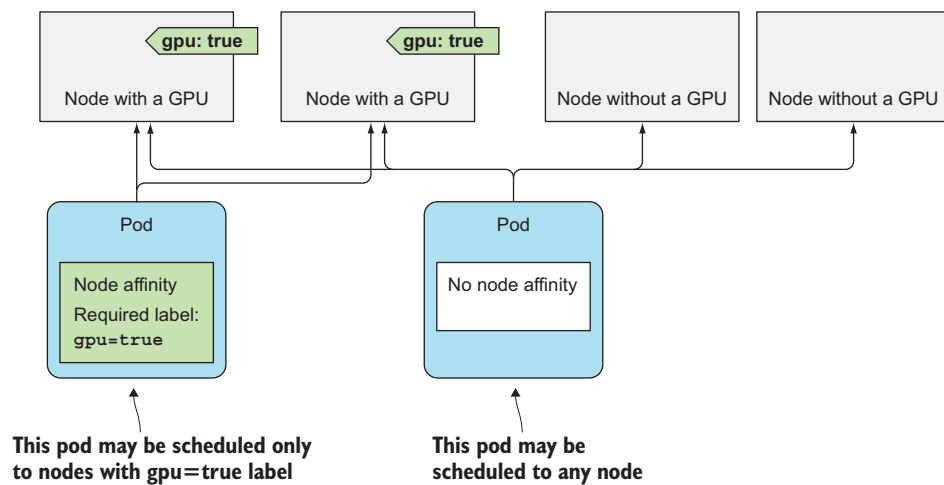 gpu: true
gpu: true
Node with a GPU
Node with a GPU
Node without a GPU
Node without a GPU
Pod
Node affinity
Required label:
gpu=true
Pod
No node affinity
This pod may be scheduled only
to nodes with gpu=true label
This pod may be
scheduled to any node